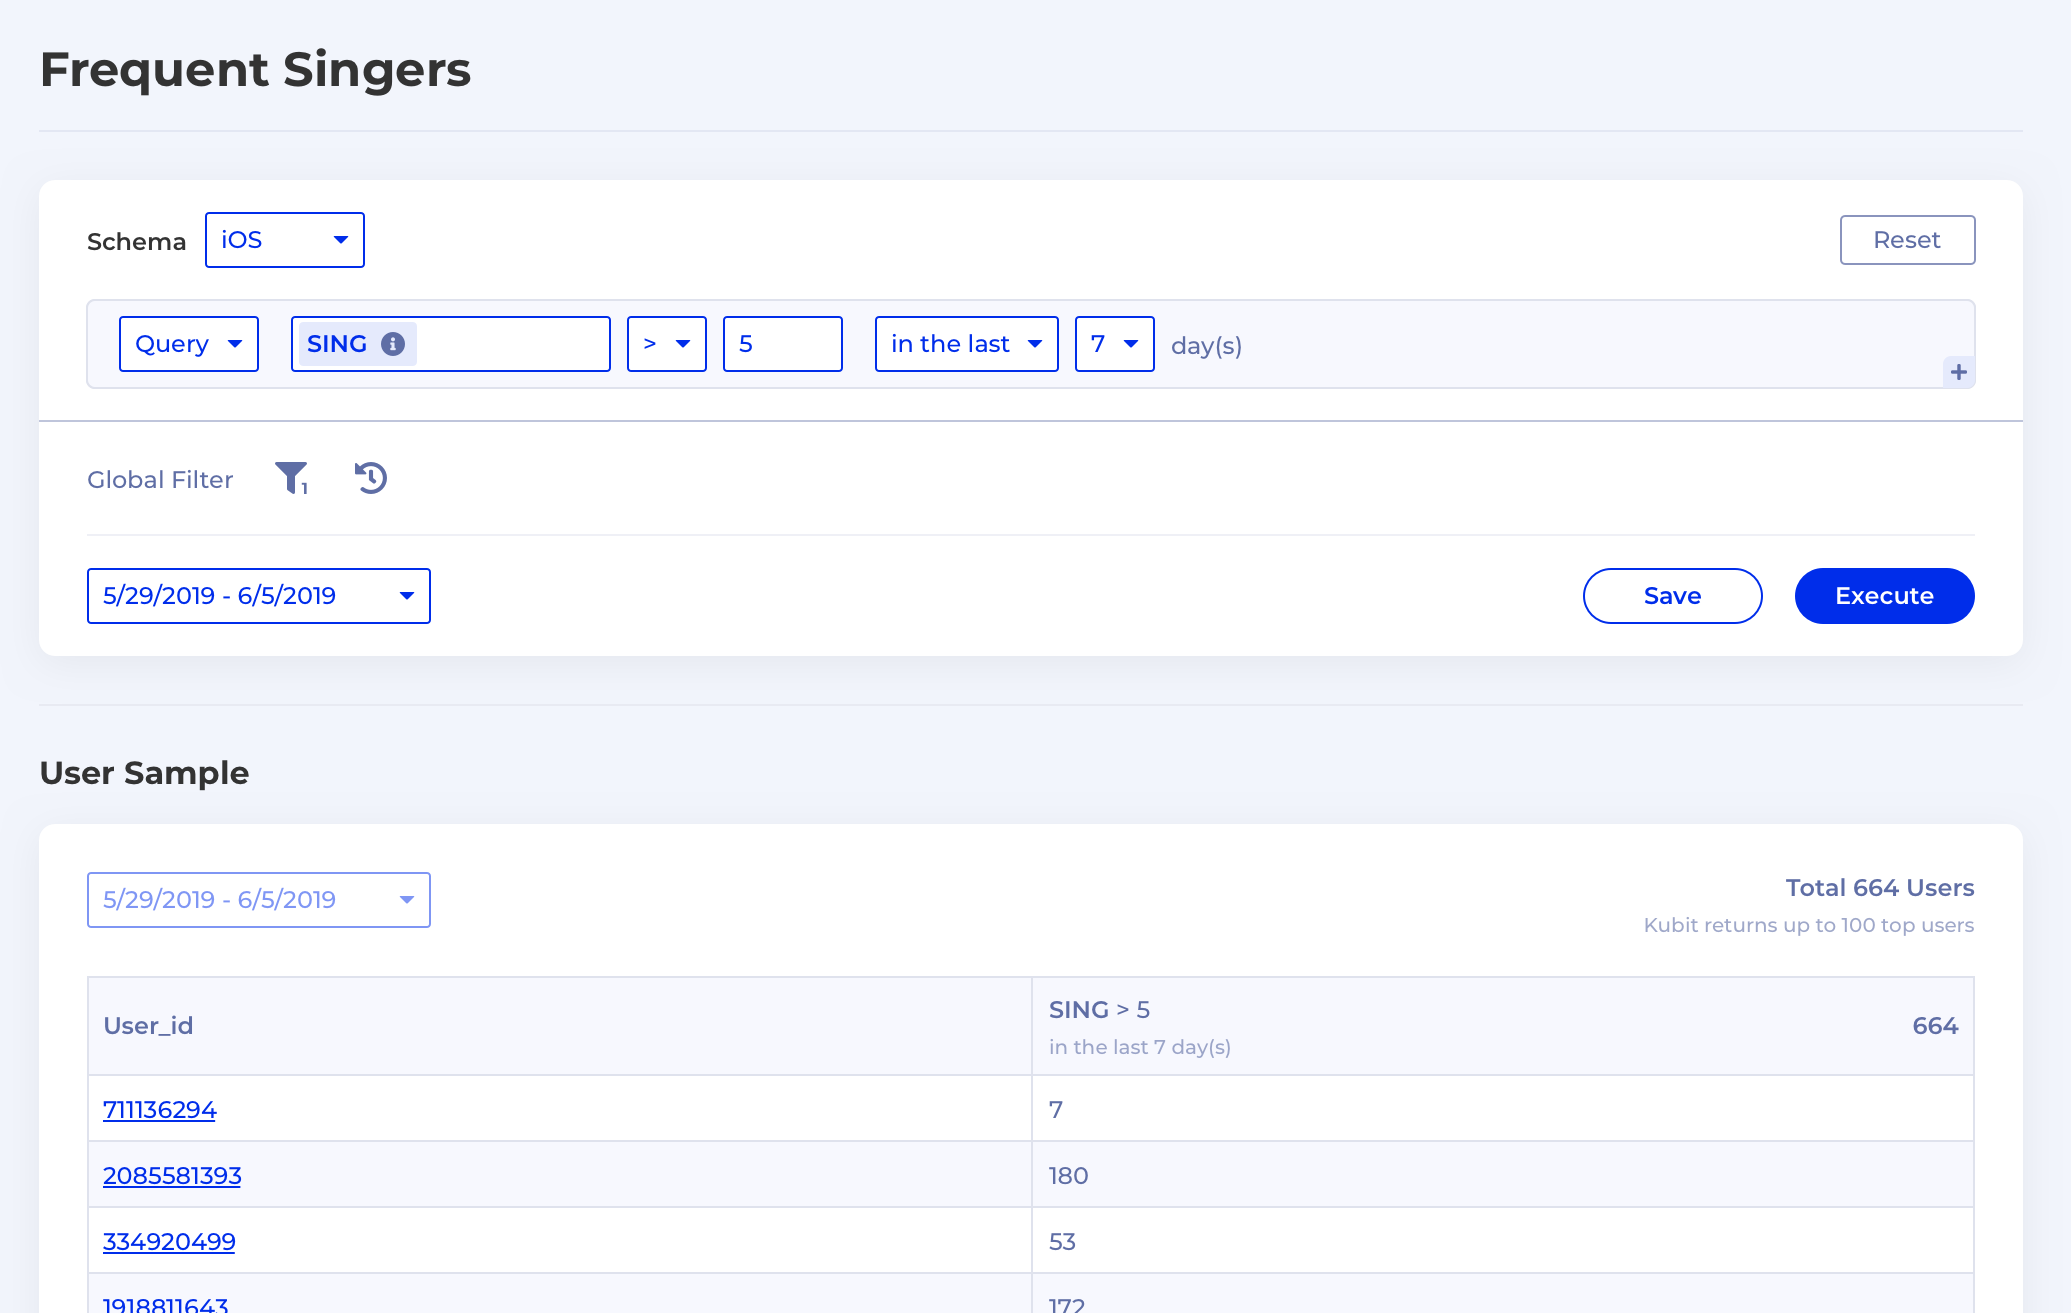 Frequent Singers
Schema iOS Reset
Query SING > 5 in the last 7 day(s)
+
Global Filter 1
5/29/2019 - 6/5/2019 Save Execute
User Sample
5/29/2019 - 6/5/2019 Total 664 Users
Kubit returns up to 100 top users
User_id SING > 5 664
in the last 7 day(s)
711136294 7
2085581393 180
334920499 53
1918811643 172